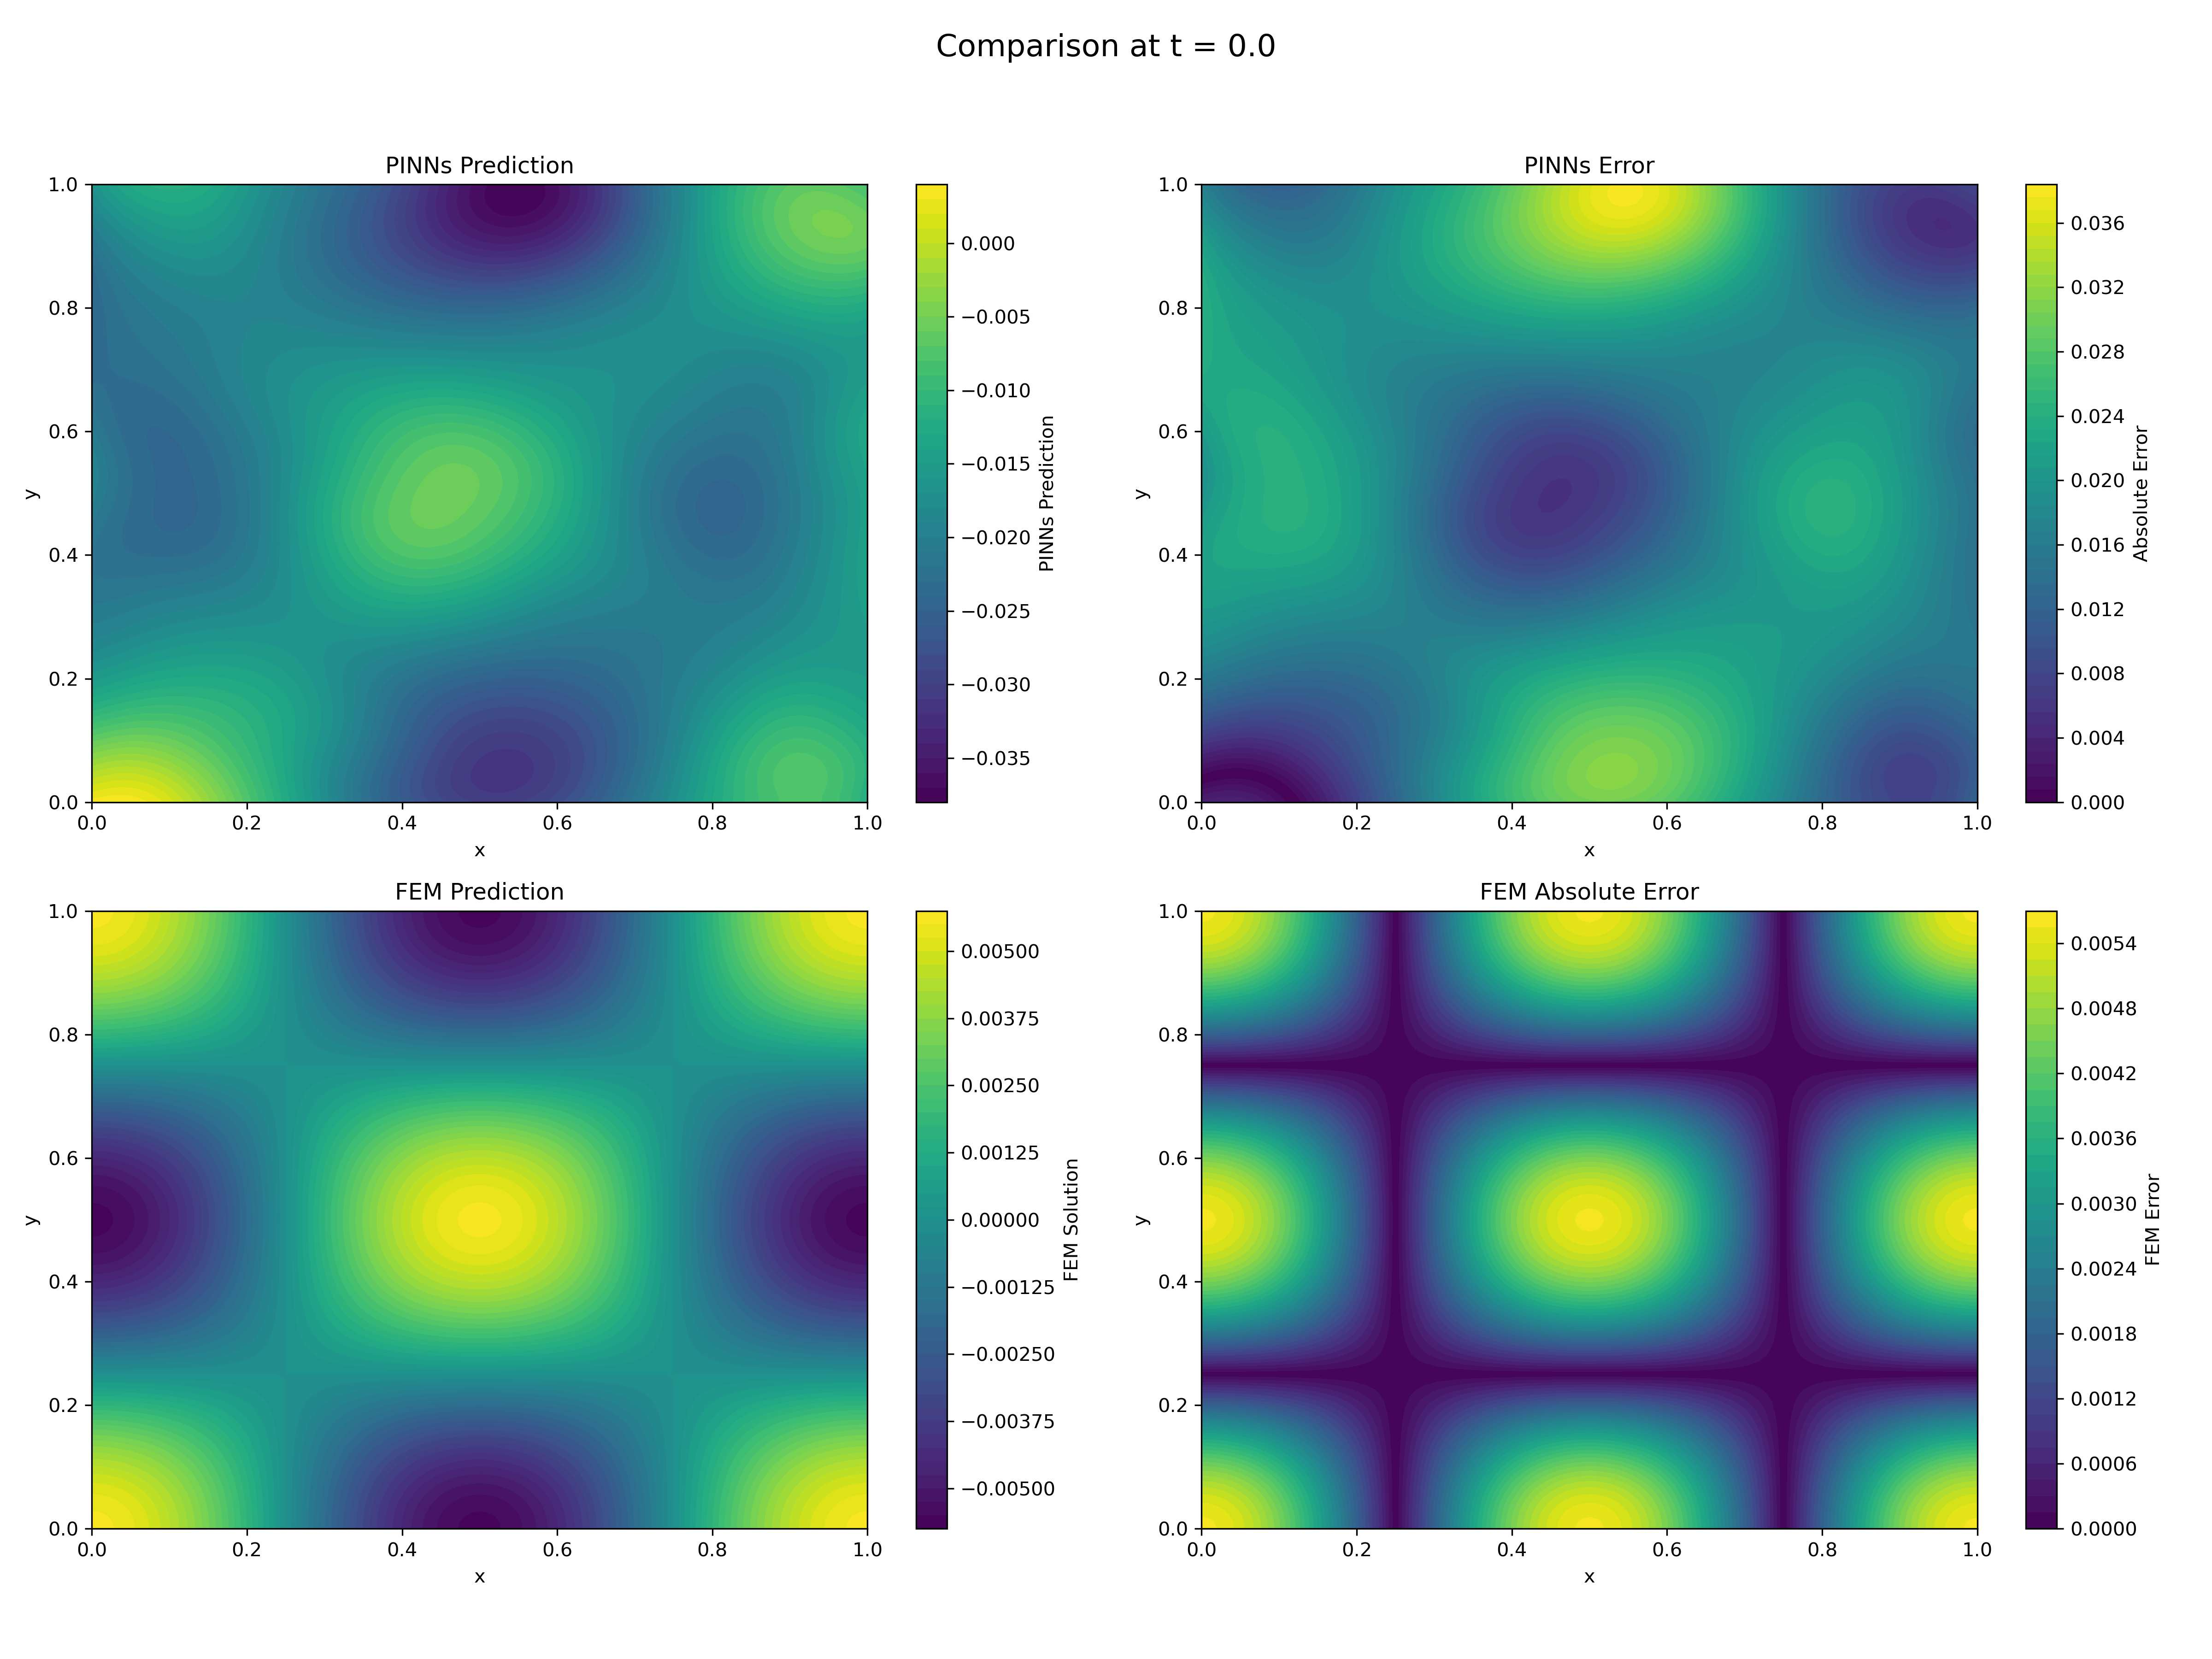 Comparison at t = 0.0
PINNs Prediction
1.0
0.8
0.6
0.4
0.2
0.0
y
0.0 0.2 0.4 0.6 0.8 1.0
x
0.000
−0.005
−0.010
−0.015
−0.020
−0.025
−0.030
−0.035
PINNs Prediction
PINNs Error
1.0
0.8
0.6
0.4
0.2
0.0
y
0.0 0.2 0.4 0.6 0.8 1.0
x
0.036
0.032
0.028
0.024
0.020
0.016
0.012
0.008
0.004
0.000
Absolute Error
FEM Prediction
1.0
0.8
0.6
0.4
0.2
0.0
y
0.0 0.2 0.4 0.6 0.8 1.0
x
0.00500
0.00375
0.00250
0.00125
0.00000
−0.00125
−0.00250
−0.00375
−0.00500
FEM Solution
FEM Absolute Error
1.0
0.8
0.6
0.4
0.2
0.0
y
0.0 0.2 0.4 0.6 0.8 1.0
x
0.0054
0.0048
0.0042
0.0036
0.0030
0.0024
0.0018
0.0012
0.0006
0.0000
FEM Error